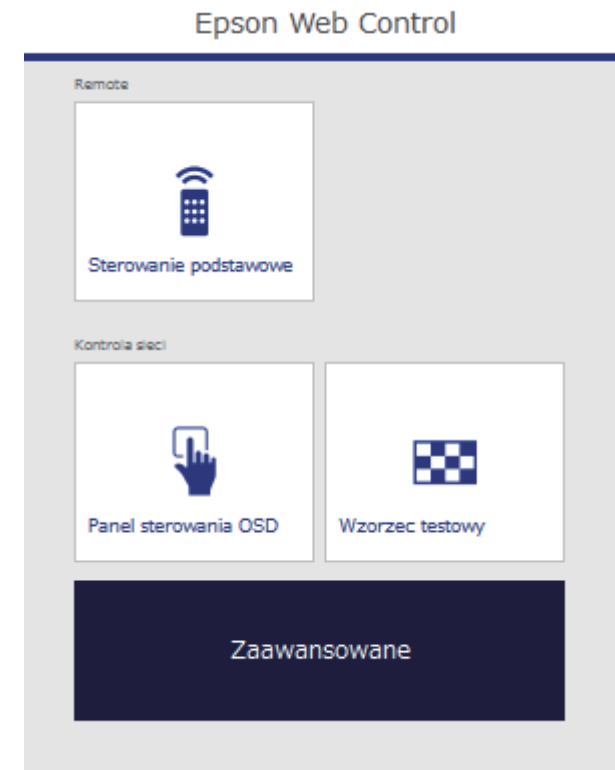 Epson Web Control
Remote
Sterowanie podstawowe
Kontrola sieci
Panel sterowania OSD
Wzorzec testowy
Zaawansowane